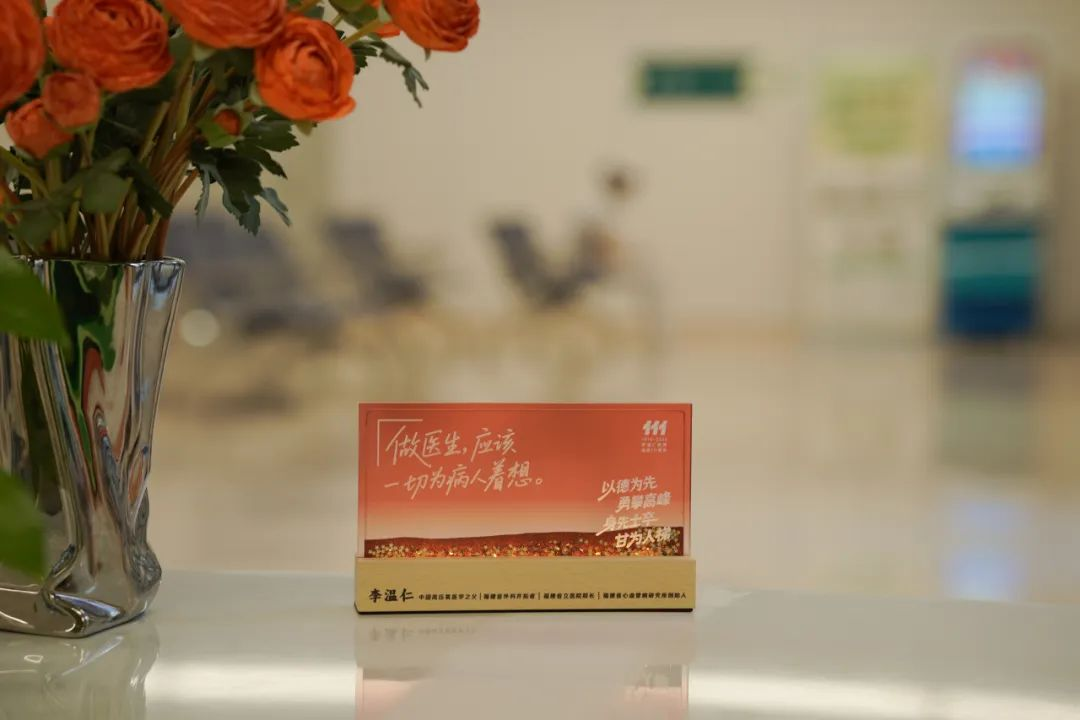 「做医生，应该
一切为病人着想。
111
以德为先
勇攀高峰
身先士卒
甘为人梯
李温仁 中国高压氧医学之父 | 福建省外科开拓者 | 福建省立医院院长 | 福建省心血管病研究所创始人